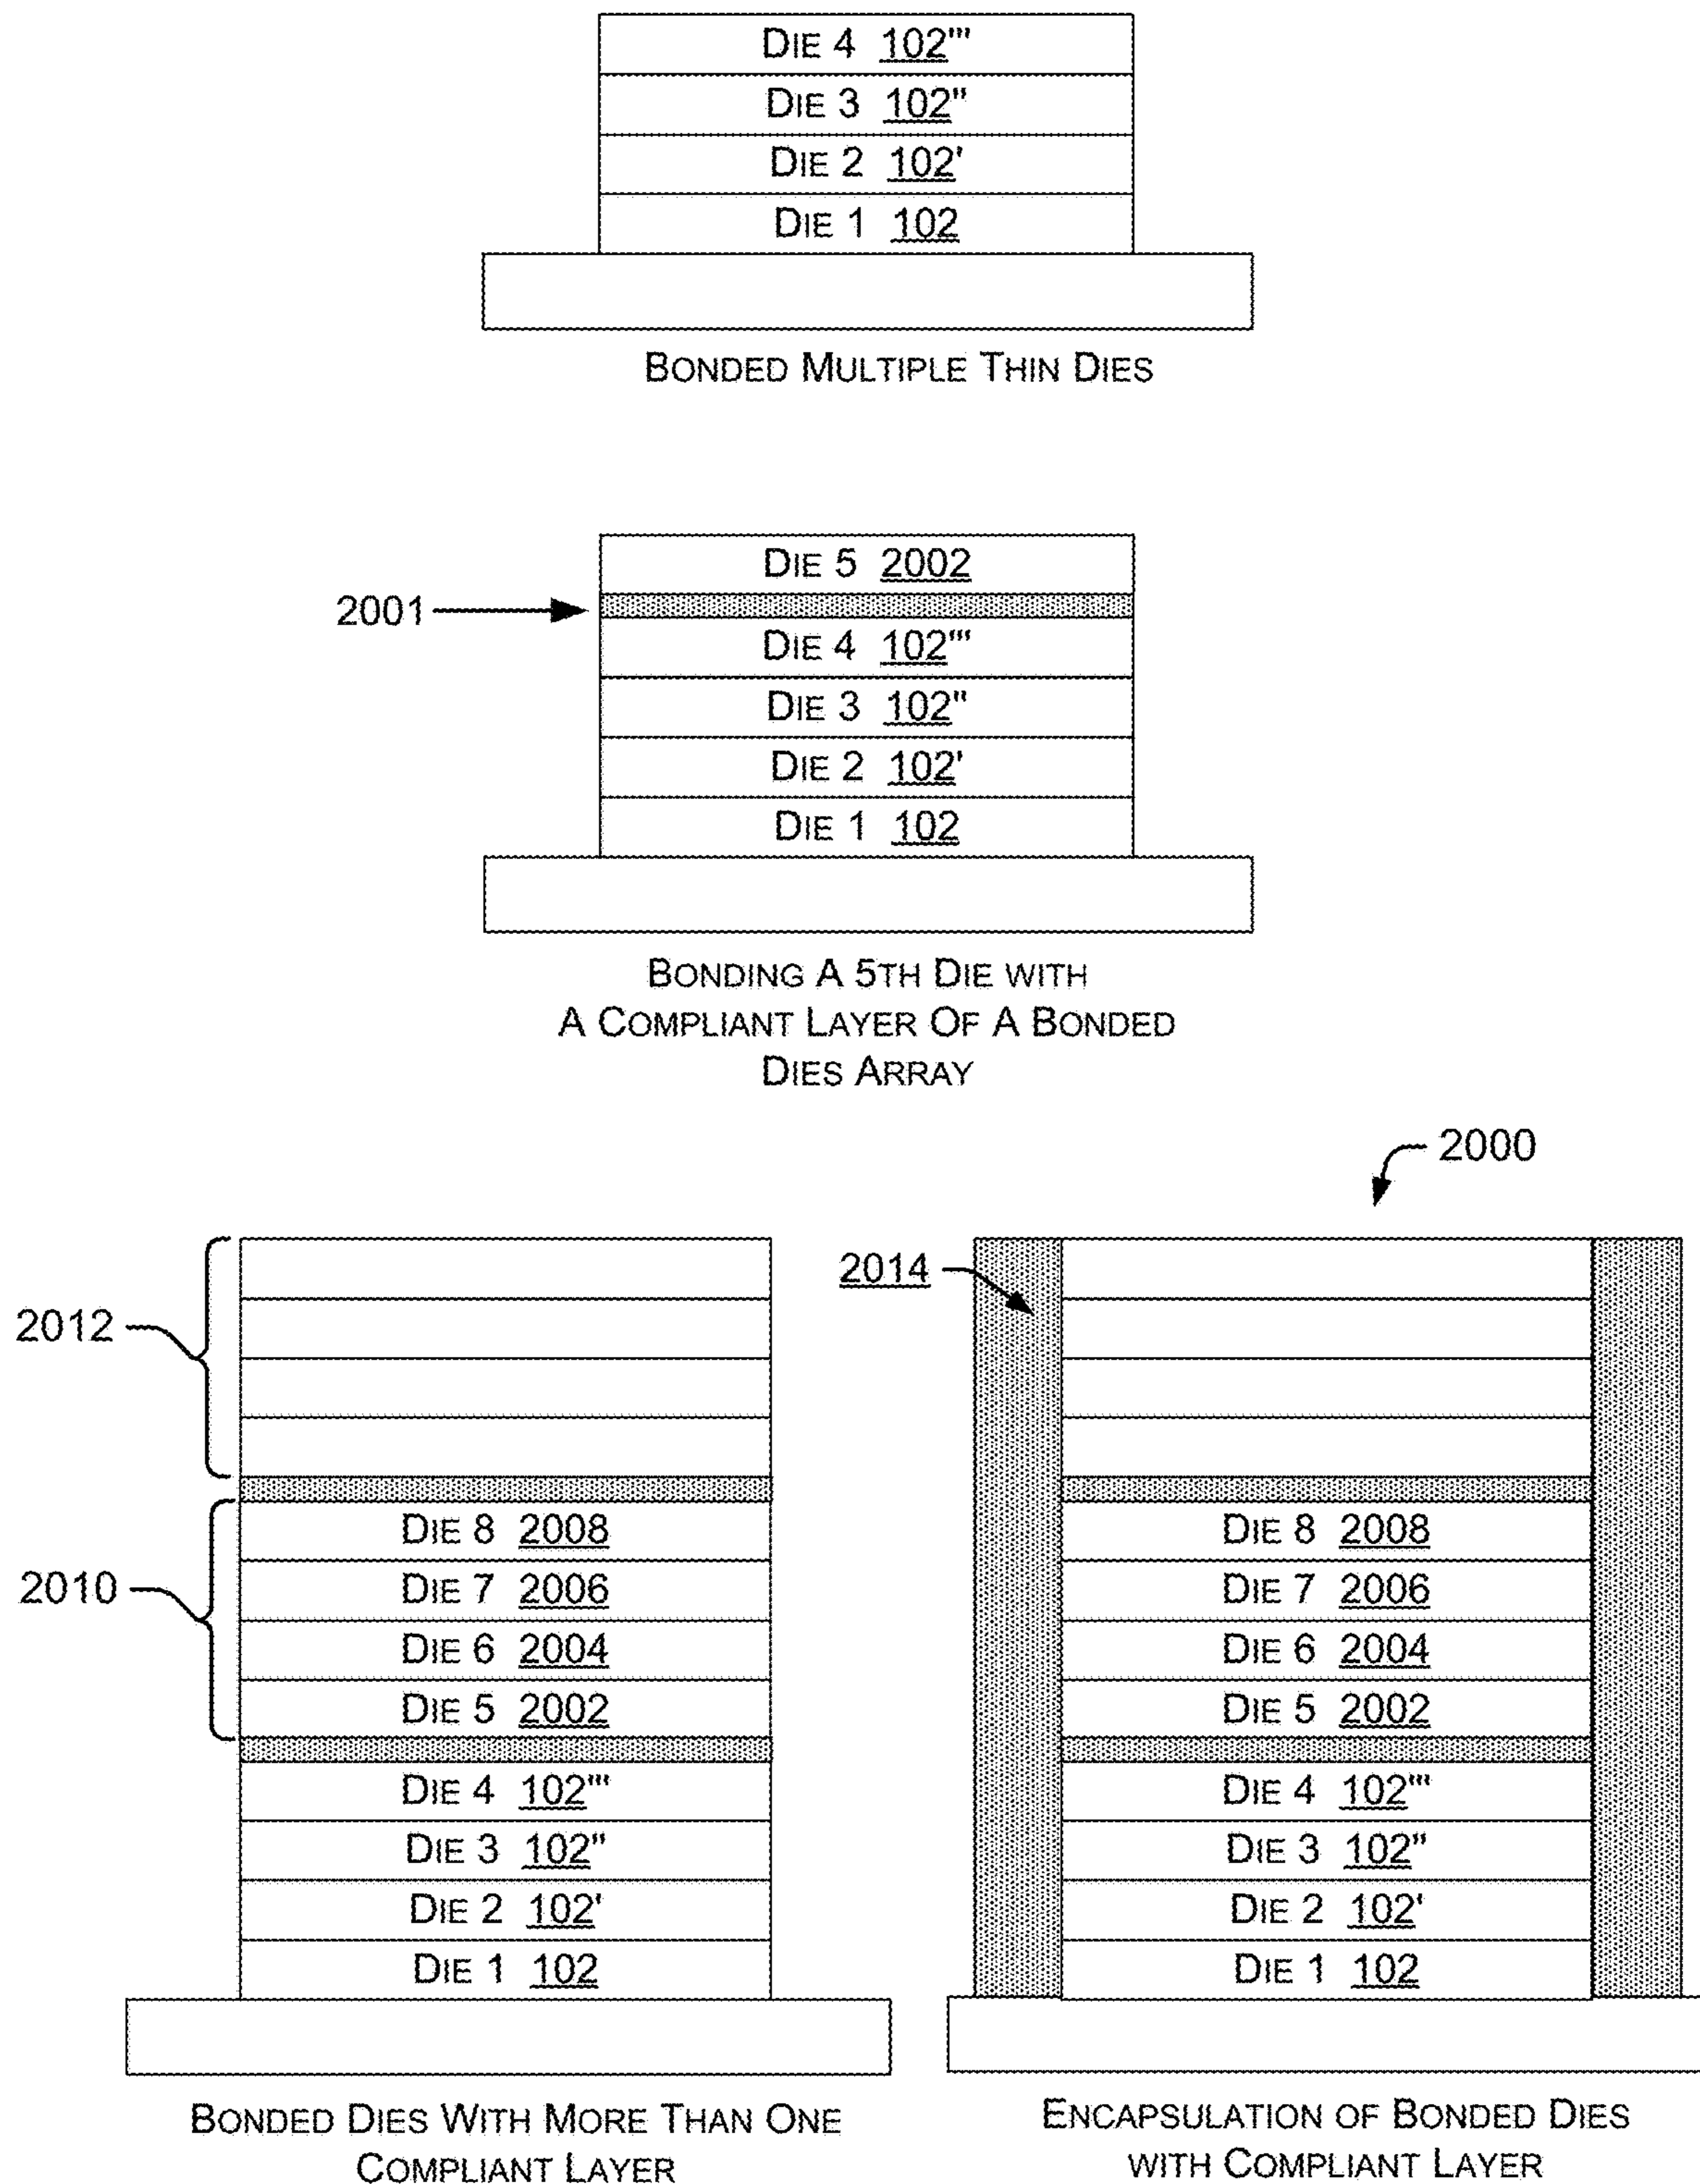 DIE 4 102'''
DIE 3 102''
DIE 2 102'
DIE 1 102
BONDED MULTIPLE THIN DIES
DIE 5 2002
2001
DIE 4 102'''
DIE 3 102''
DIE 2 102'
DIE 1 102
BONDING A 5TH DIE WITH
A COMPLIANT LAYER OF A BONDED
DIES ARRAY
2012
2010
DIE 8 2008
DIE 7 2006
DIE 6 2004
DIE 5 2002
DIE 4 102'''
DIE 3 102''
DIE 2 102'
DIE 1 102
BONDED DIES WITH MORE THAN ONE
COMPLIANT LAYER
2000
2014
DIE 8 2008
DIE 7 2006
DIE 6 2004
DIE 5 2002
DIE 4 102'''
DIE 3 102''
DIE 2 102'
DIE 1 102
ENCAPSULATION OF BONDED DIES
WITH COMPLIANT LAYER